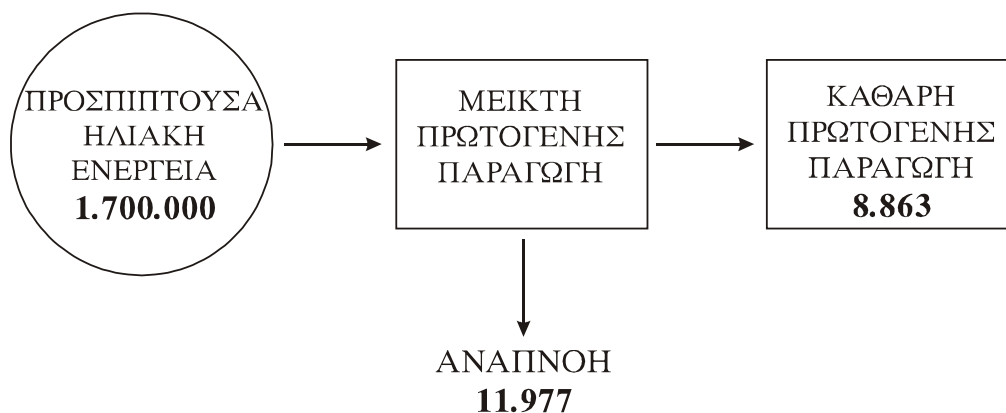 ΠΡΟΣΠΙΠΤΟΥΣΑ
ΗΛΙΑΚΗ
ΕΝΕΡΓΕΙΑ
1.700.000
ΜΕΙΚΤΗ
ΠΡΩΤΟΓΕΝΗΣ
ΠΑΡΑΓΩΓΗ
ΚΑΘΑΡΗ
ΠΡΩΤΟΓΕΝΗΣ
ΠΑΡΑΓΩΓΗ
8.863
ΑΝΑΠΝΟΗ
11.977